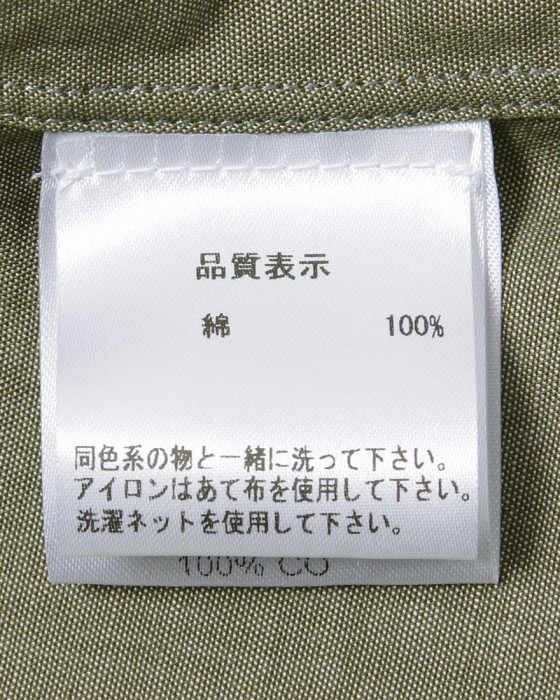 品質表示
綿 100%
同色系の物と一緒に洗って下さい。
アイロンはあて布を使用して下さい。
洗濯ネットを使用して下さい。
100% CO